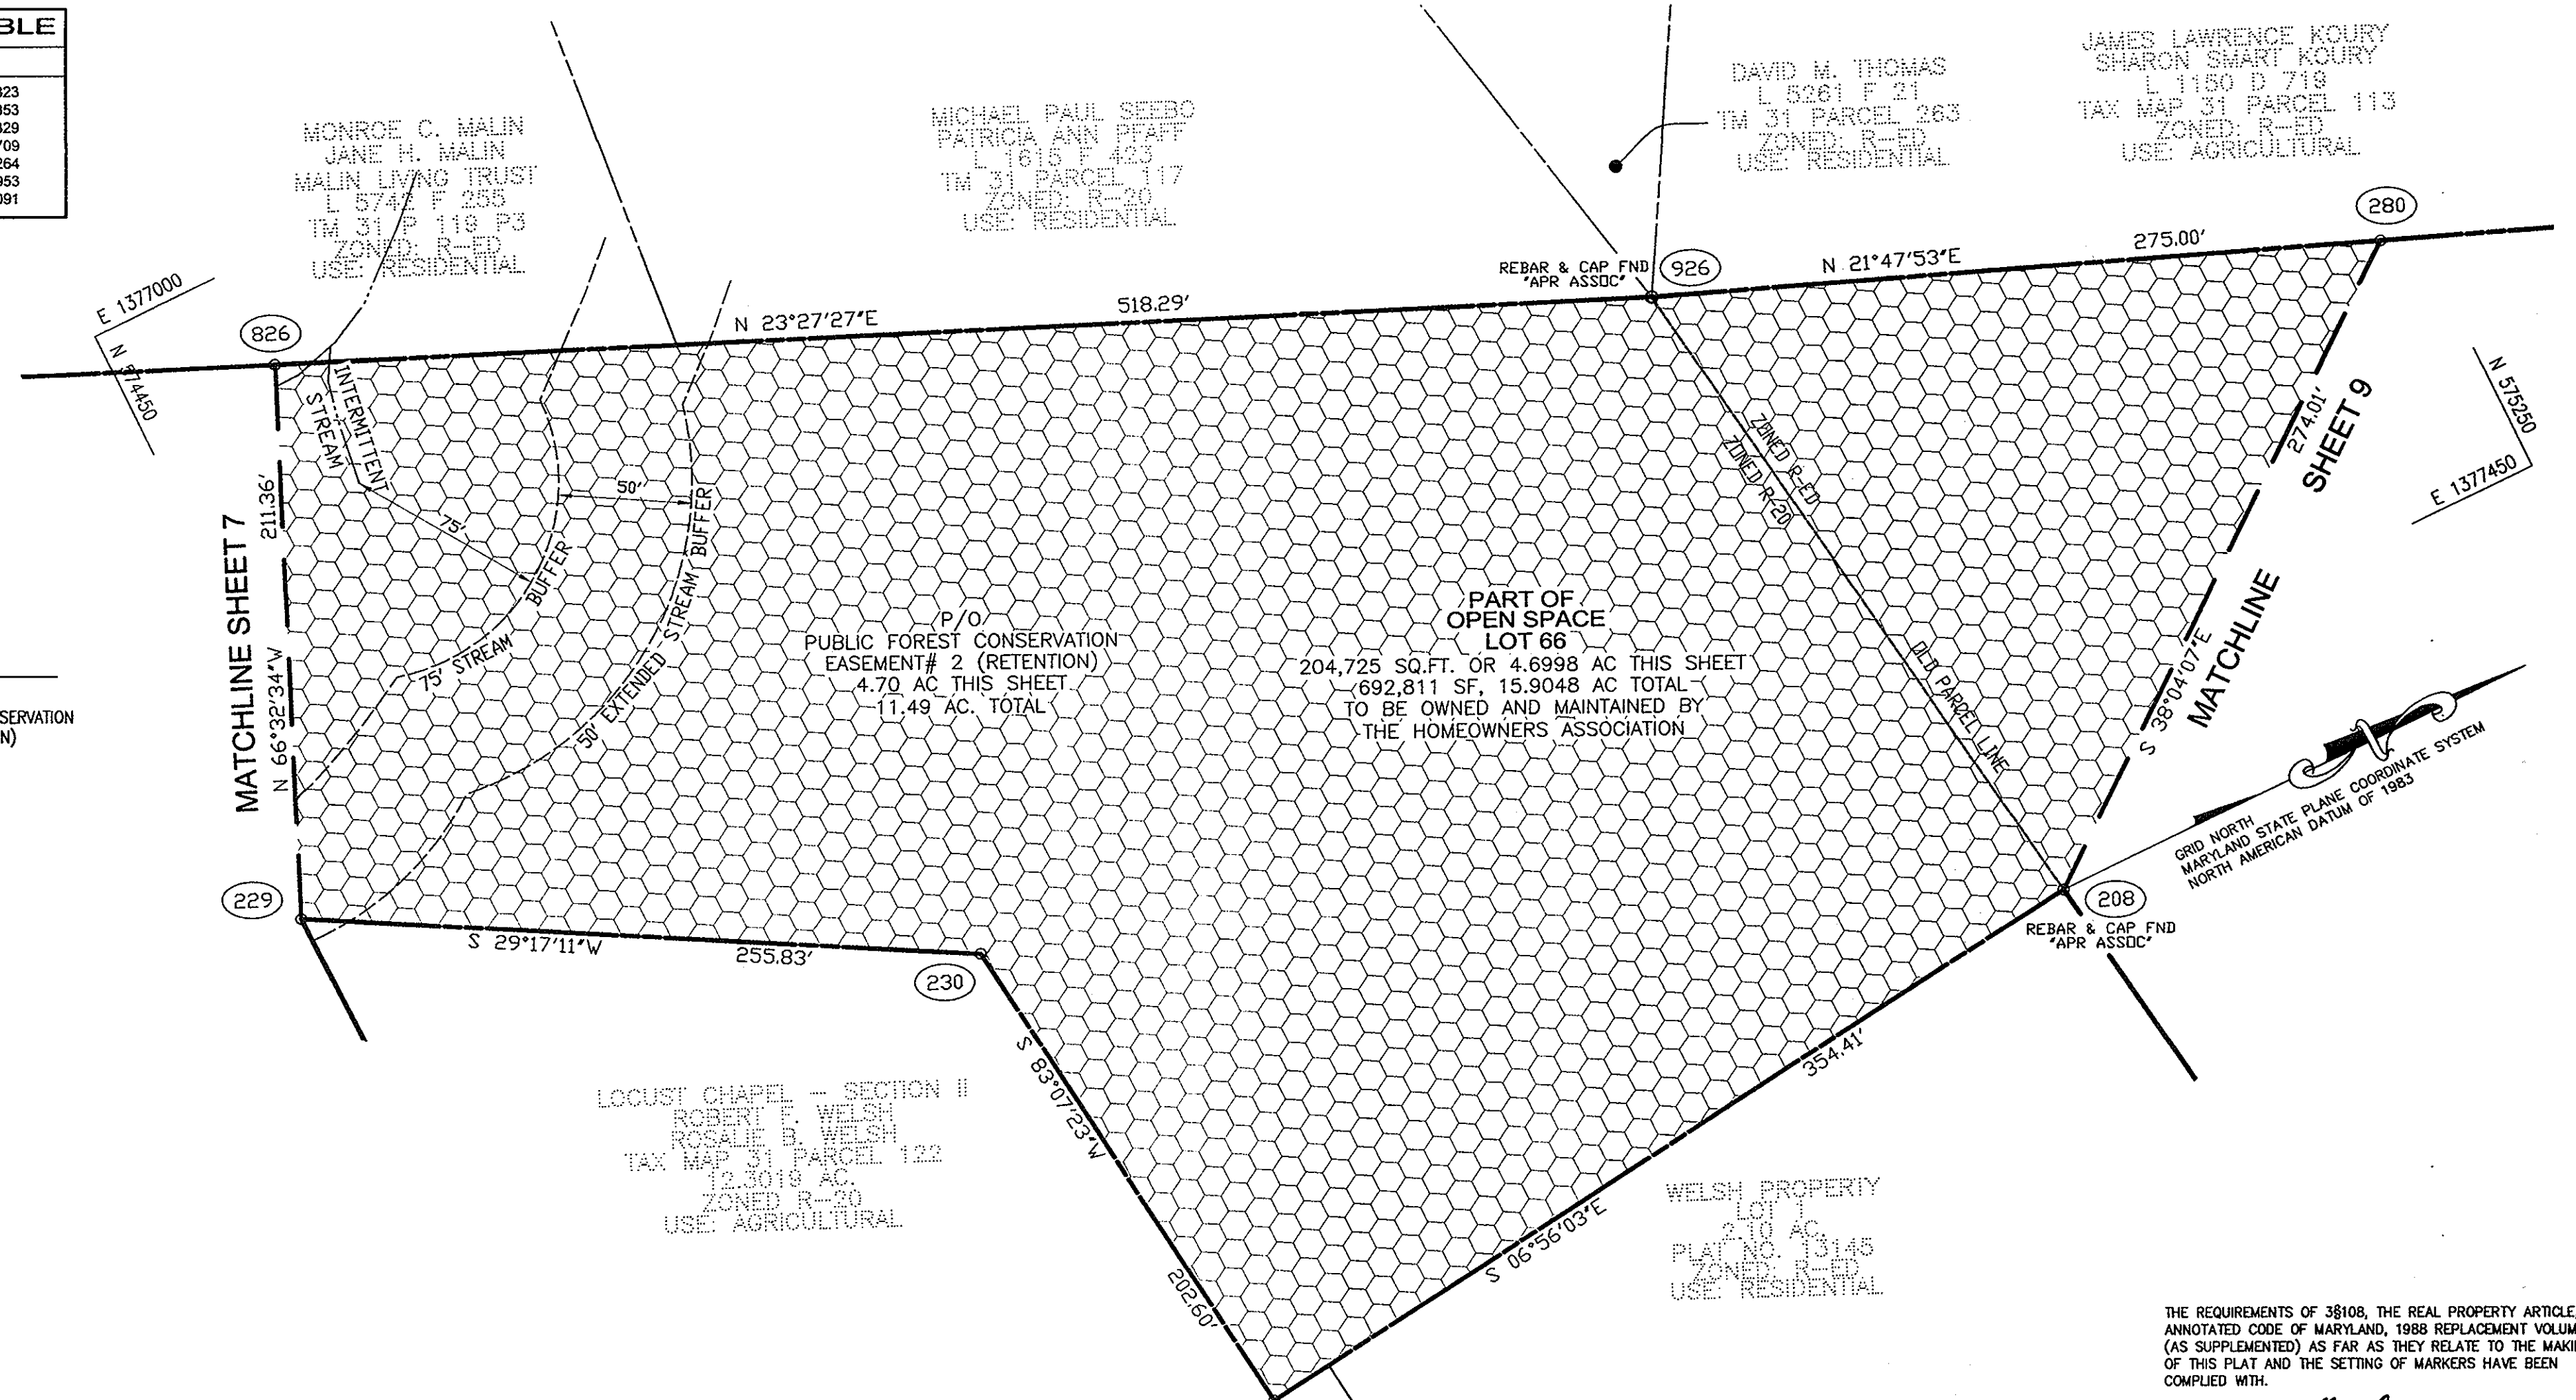 BLE
323
353
329
709
264
953
091
MONROE C. MALIN
JANE H. MALIN
MALIN LIVING TRUST
L 5742 F 255
TM 31 P 119 P3
ZONED: R-ED
USE: RESIDENTIAL
MICHAEL PAUL SEEBO
PATRICIA ANN PFAFF
L 1615 F 423
TM 31 PARCEL 117
ZONED: R-20
USE: RESIDENTIAL
DAVID M. THOMAS
L 5261 F 21
TM 31 PARCEL 263
ZONED: R-ED
USE: RESIDENTIAL
JAMES LAWRENCE KOURY
SHARON SMART KOURY
L 1150 D 719
TAX MAP 31 PARCEL 113
ZONED: R-ED
USE: AGRICULTURAL
E 1377000
N 574450
826
N 23°27'27"E
518.29'
REBAR & CAP FND
"APR ASSOC"
926
N 21°47'53"E
275.00'
280
N 575250
E 1377450
INTERMITTENT
STREAM
75'
50'
75' STREAM BUFFER
50' EXTENDED STREAM BUFFER
MATCHLINE SHEET 7
211.36'
N 66°32'34"W
ZONED R-ED
ZONED R-20
OLD PARCEL LINE
274.01'
S 38°04'07"E
MATCHLINE SHEET 9
P/O
PUBLIC FOREST CONSERVATION
EASEMENT# 2 (RETENTION)
4.70 AC THIS SHEET
11.49 AC. TOTAL
PART OF
OPEN SPACE
LOT 66
204,725 SQ.FT. OR 4.6998 AC THIS SHEET
692,811 SF, 15.9048 AC TOTAL
TO BE OWNED AND MAINTAINED BY
THE HOMEOWNERS ASSOCIATION
SERVATION
N)
GRID NORTH
MARYLAND STATE PLANE COORDINATE SYSTEM
NORTH AMERICAN DATUM OF 1983
229
S 29°17'11"W
255.83'
230
208
REBAR & CAP FND
"APR ASSOC"
S 83°07'23"W
202.60'
354.41'
S 06°56'03"E
LOCUST CHAPEL - SECTION II
ROBERT F. WELSH
ROSALIE B. WELSH
TAX MAP 31 PARCEL 122
12.3019 AC.
ZONED R-20
USE: AGRICULTURAL
WELSH PROPERTY
LOT 1
2.10 AC.
PLAT NO. 13145
ZONED: R-ED
USE: RESIDENTIAL
THE REQUIREMENTS OF 3§108, THE REAL PROPERTY ARTICLE,
ANNOTATED CODE OF MARYLAND, 1988 REPLACEMENT VOLUM
(AS SUPPLEMENTED) AS FAR AS THEY RELATE TO THE MAKI
OF THIS PLAT AND THE SETTING OF MARKERS HAVE BEEN
COMPLIED WITH.